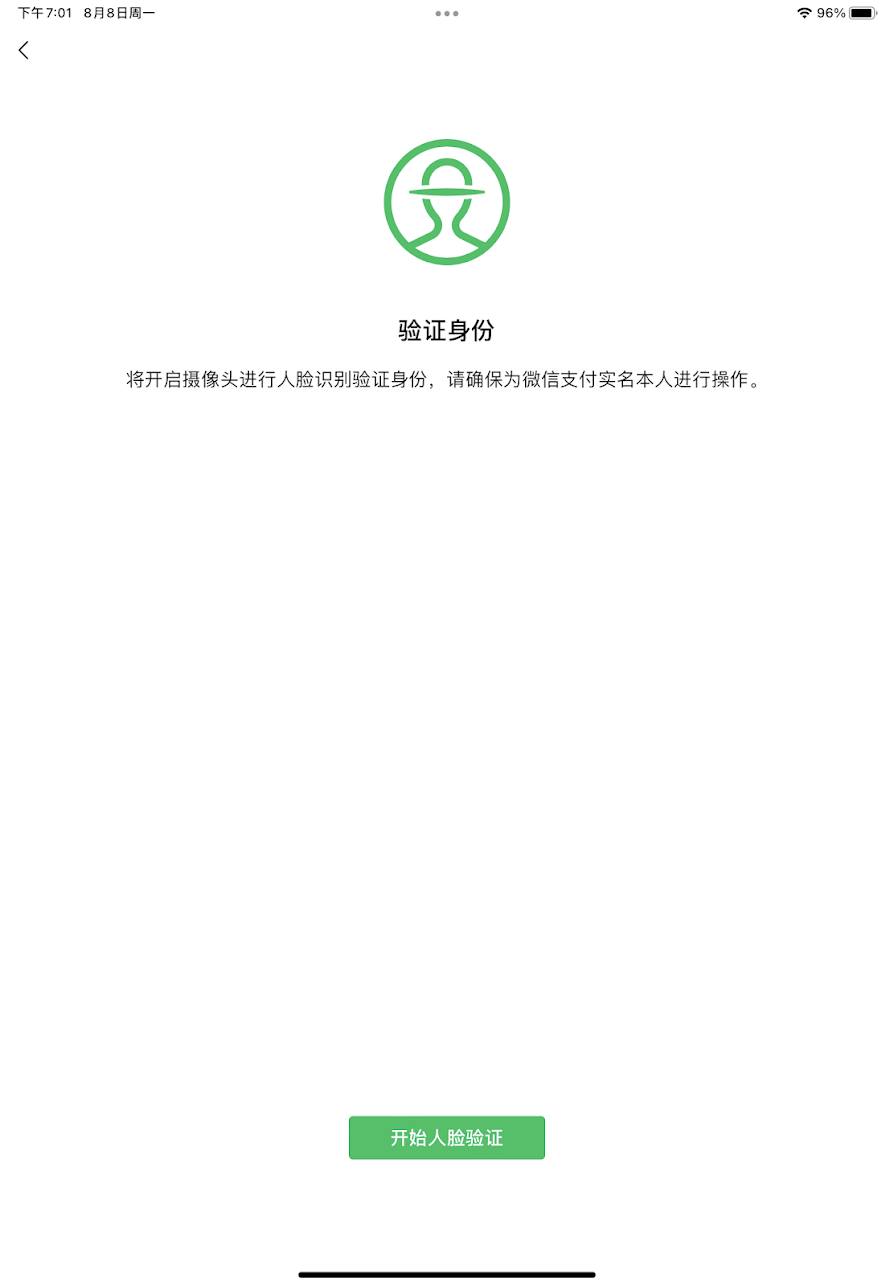 下午7:01 8月8日周一
96%
验证身份
将开启摄像头进行人脸识别验证身份，请确保为微信支付实名本人进行操作。
开始人脸验证